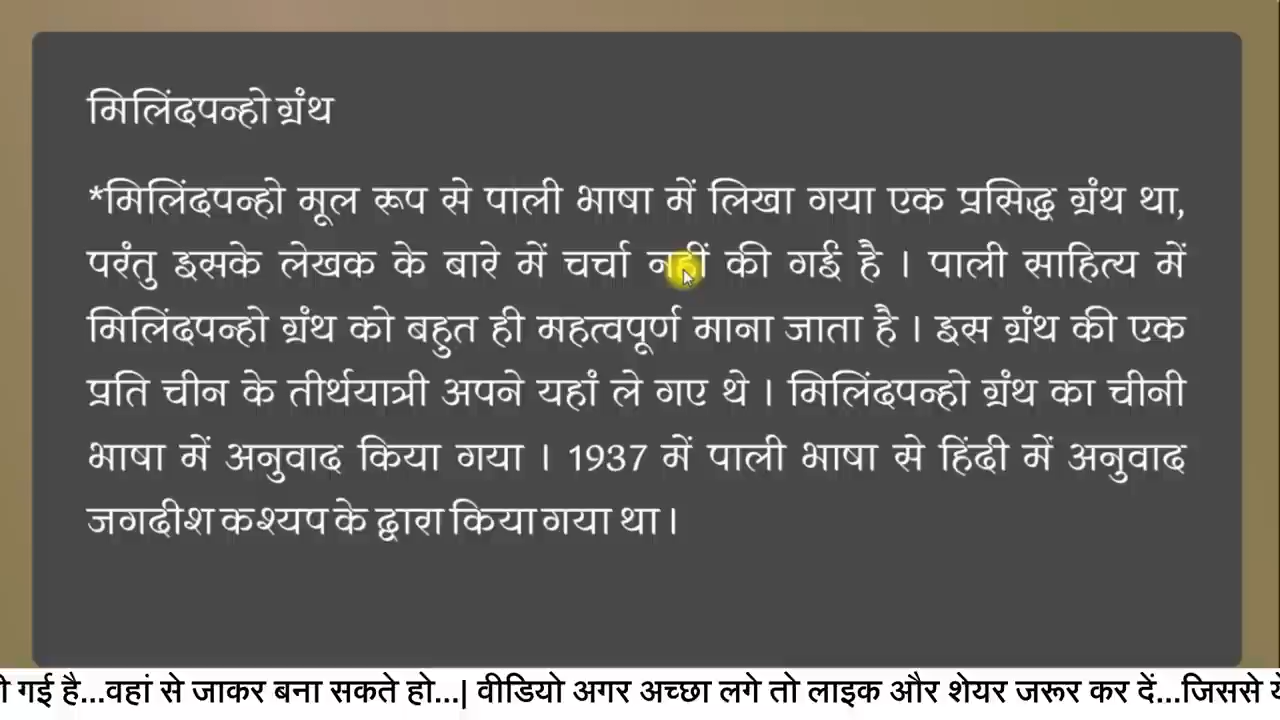 मिलिंदपन्हो ग्रंथ
*मिलिंदपन्हो मूल रूप से पाली भाषा में लिखा गया एक प्रसिद्ध ग्रंथ था,
परंतु इसके लेखक के बारे में चर्चा नहीं की गई है । पाली साहित्य में
मिलिंदपन्हो ग्रंथ को बहुत ही महत्वपूर्ण माना जाता है । इस ग्रंथ की एक
प्रति चीन के तीर्थयात्री अपने यहां ले गए थे । मिलिंदपन्हो ग्रंथ का चीनी
भाषा में अनुवाद किया गया । 1937 में पाली भाषा से हिंदी में अनुवाद
जगदीश कश्यप के द्वारा किया गया था ।
गई है...वहां से जाकर बना सकते हो...| वीडियो अगर अच्छा लगे तो लाइक और शेयर जरूर कर दें...जिससे